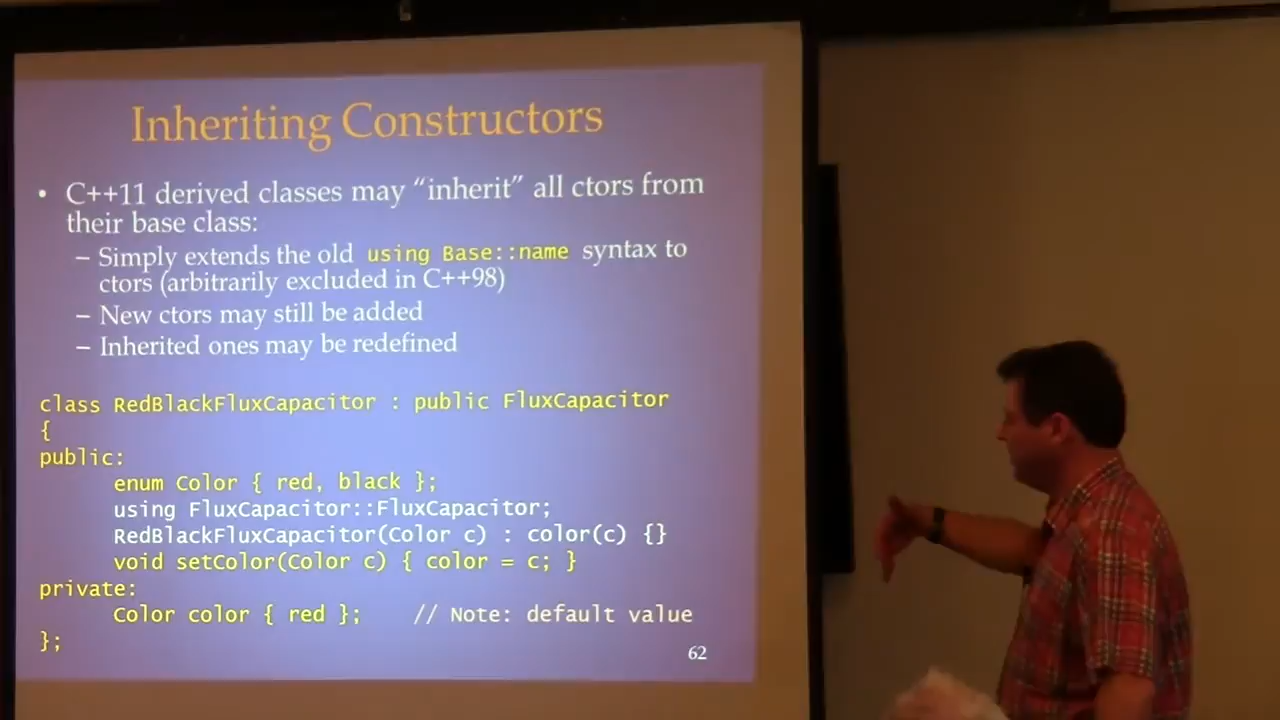 Inheriting Constructors
• C++11 derived classes may “inherit” all ctors from
their base class:
– Simply extends the old using Base::name syntax to
ctors (arbitrarily excluded in C++98)
– New ctors may still be added
– Inherited ones may be redefined
class RedBlackFluxCapacitor : public FluxCapacitor
{
public:
enum Color { red, black };
using FluxCapacitor::FluxCapacitor;
RedBlackFluxCapacitor(Color c) : color(c) {}
void setColor(Color c) { color = c; }
private:
Color color { red }; // Note: default value
};
62